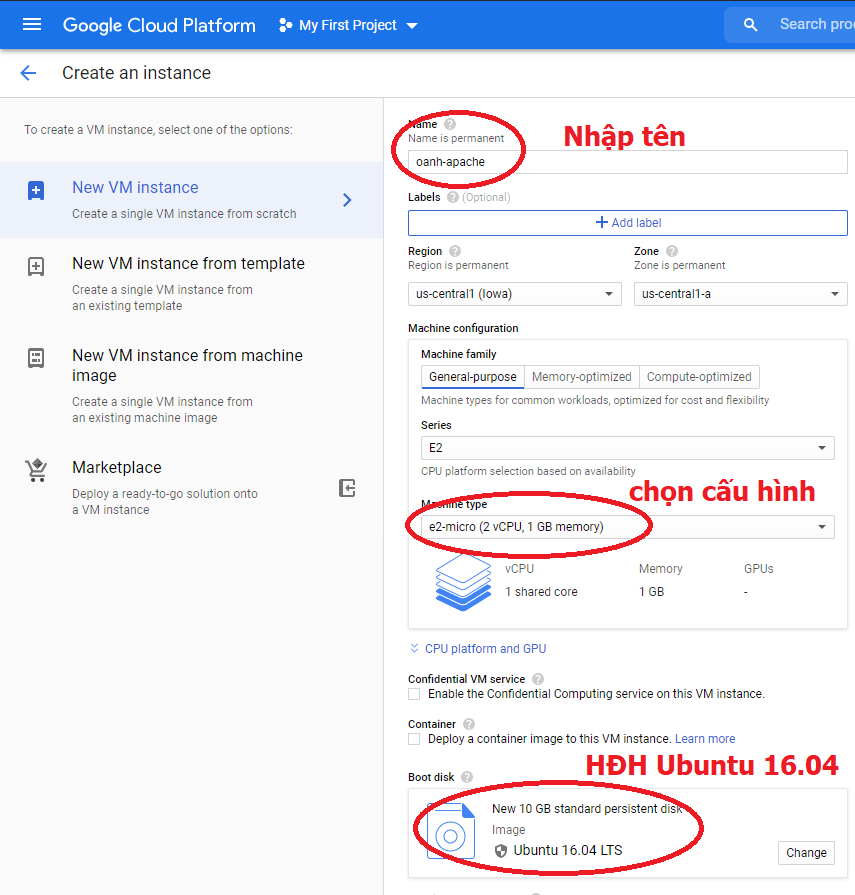 Google Cloud Platform
My First Project
Search pro
Create an instance
To create a VM instance, select one of the options:
New VM instance
Create a single VM instance from scratch
New VM instance from template
Create a single VM instance from
an existing template
New VM instance from machine
image
Create a single VM instance from
an existing machine image
Marketplace
Deploy a ready-to-go solution onto
a VM instance
Name ?
Name is permanent
oanh-apache
Nhập tên
Labels ? (Optional)
+ Add label
Region ?
Region is permanent
us-central1 (Iowa)
Zone ?
Zone is permanent
us-central1-a
Machine configuration
Machine family
General-purpose Memory-optimized Compute-optimized
Machine types for common workloads, optimized for cost and flexibility
Series
E2
CPU platform selection based on availability
chọn cấu hình
Machine type
e2-micro (2 vCPU, 1 GB memory)
vCPU Memory GPUs
1 shared core 1 GB -
CPU platform and GPU
Confidential VM service ?
Enable the Confidential Computing service on this VM instance.
Container ?
Deploy a container image to this VM instance. Learn more
HĐH Ubuntu 16.04
Boot disk ?
New 10 GB standard persistent disk
Image
Ubuntu 16.04 LTS
Change